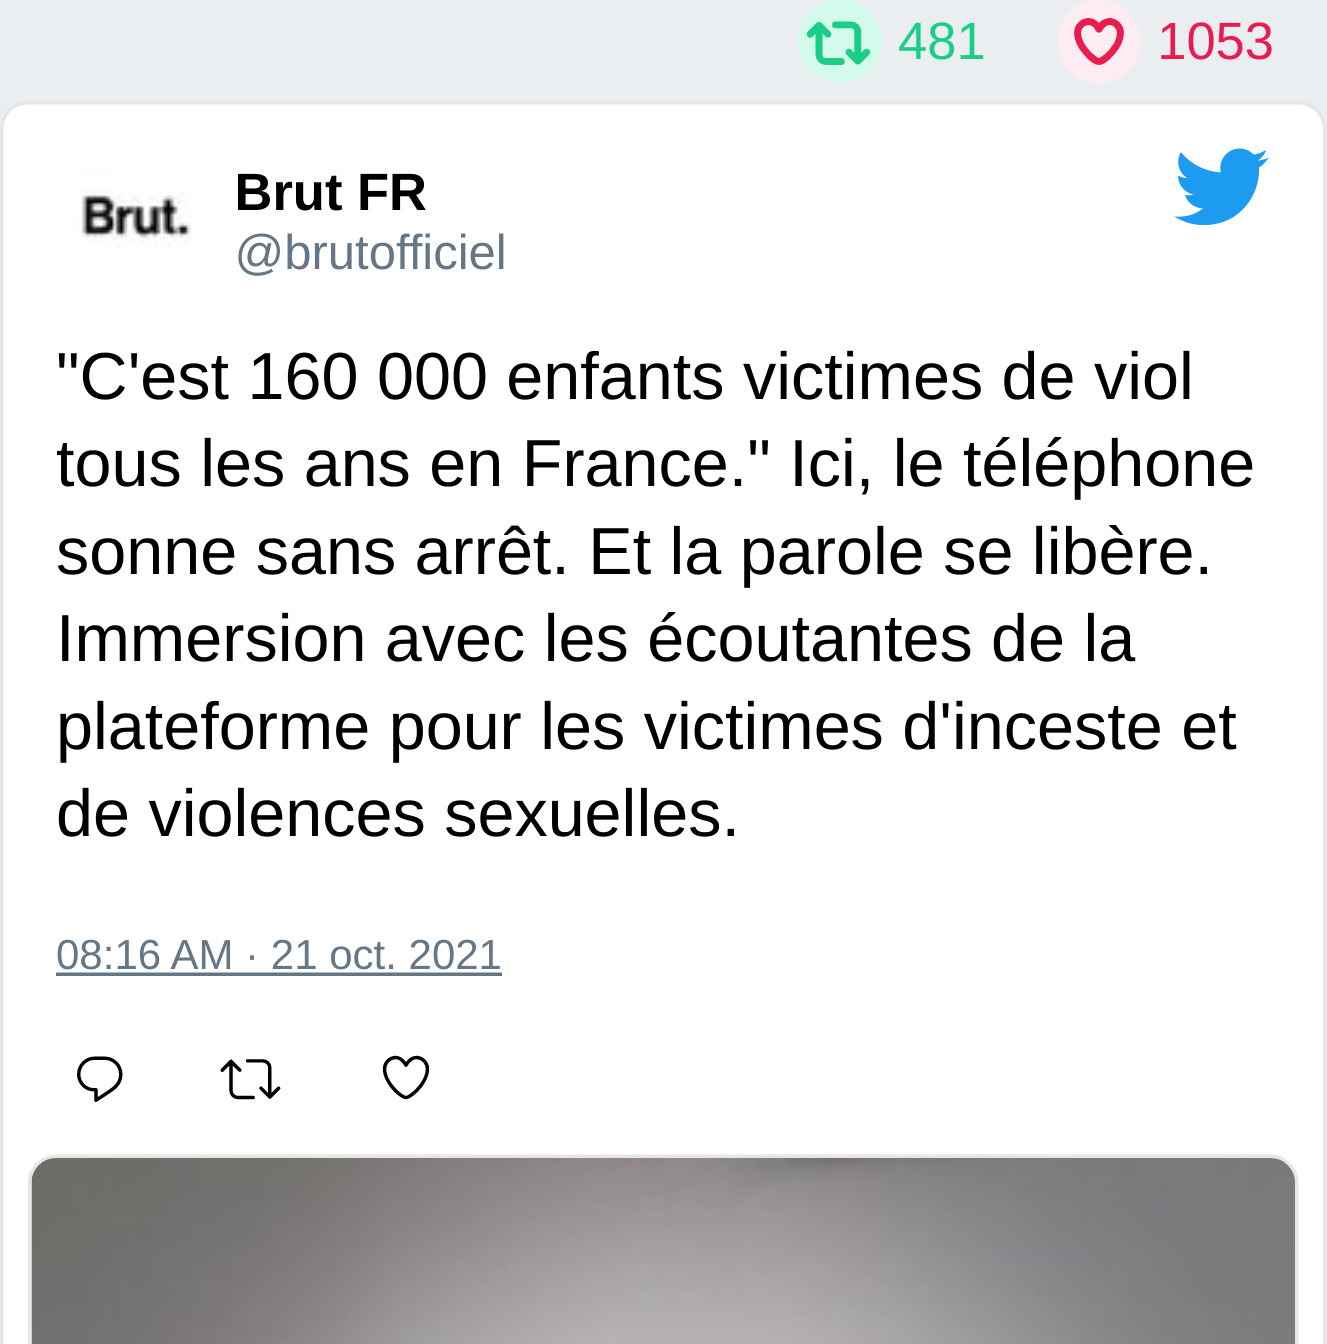 481 1053
Brut.
Brut FR
@brutofficiel
"C'est 160 000 enfants victimes de viol
tous les ans en France." Ici, le téléphone
sonne sans arrêt. Et la parole se libère.
Immersion avec les écoutantes de la
plateforme pour les victimes d'inceste et
de violences sexuelles.
08:16 AM · 21 oct. 2021